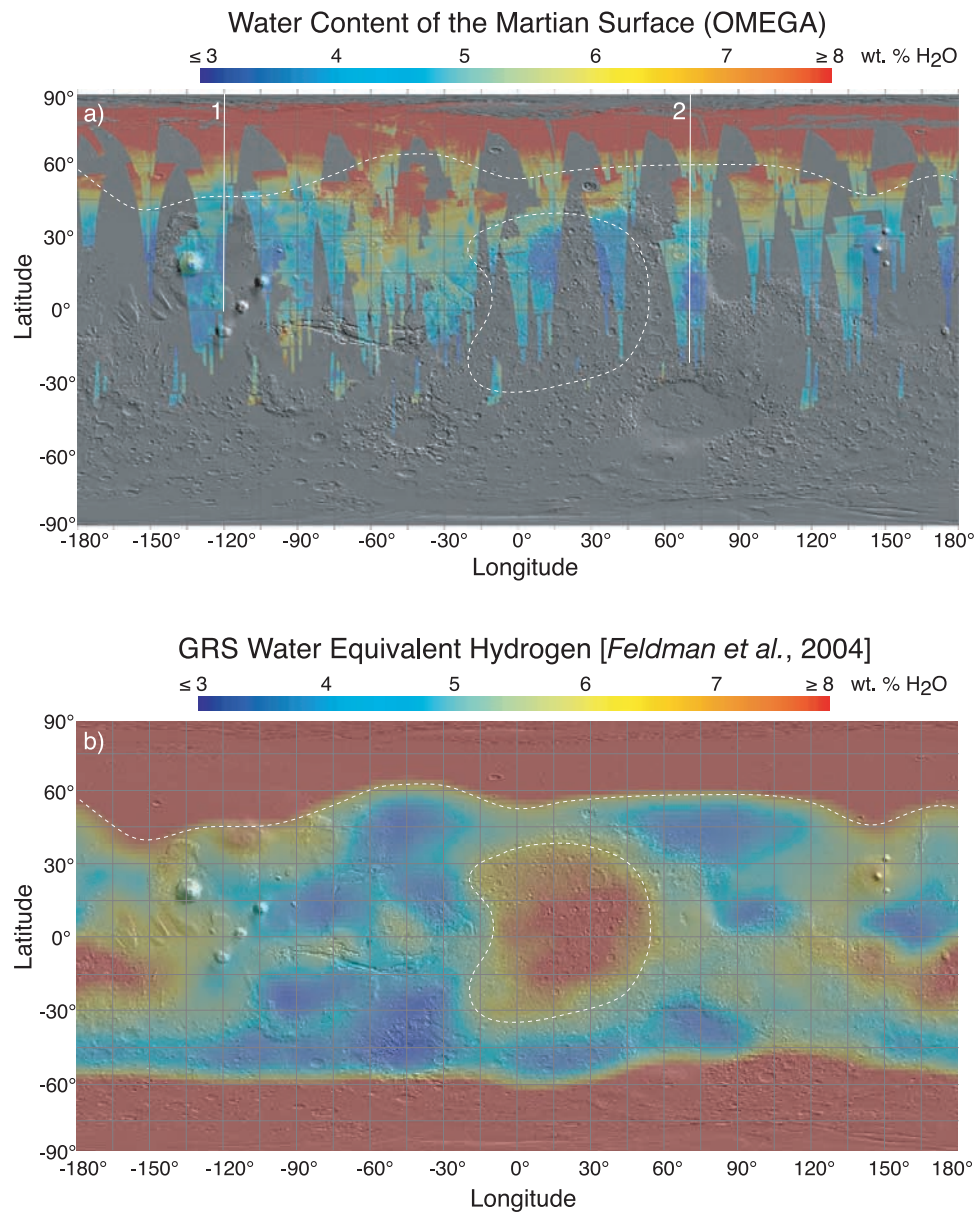 Water Content of the Martian Surface (OMEGA)
≤ 3 4 5 6 7 ≥ 8 wt. % H2O
a) 1 2
90°
60°
30°
0°
-30°
-60°
-90°
Latitude
-180° -150° -120° -90° -60° -30° 0° 30° 60° 90° 120° 150° 180°
Longitude
GRS Water Equivalent Hydrogen [Feldman et al., 2004]
≤ 3 4 5 6 7 ≥ 8 wt. % H2O
b)
90°
60°
30°
0°
-30°
-60°
-90°
Latitude
-180° -150° -120° -90° -60° -30° 0° 30° 60° 90° 120° 150° 180°
Longitude